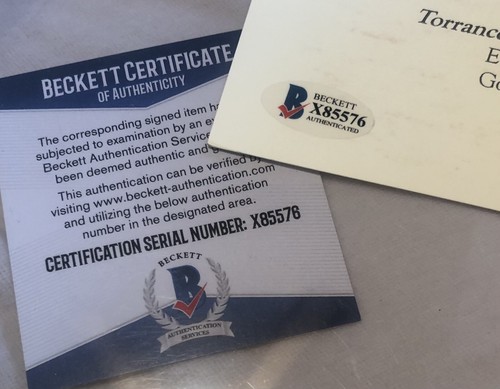 BECKETT CERTIFICATE
OF AUTHENTICITY
The corresponding signed item
subjected to examination by an
Beckett Authentication
been deemed authentic and
This authentication can be verified by
visiting www.beckett-authentication.com
and utilizing the below authentication
number in the designated area.
CERTIFICATION SERIAL NUMBER: X85576
BECKETT
B
AUTHENTICATION
SERVICES
Torrance
E
Go
B
BECKETT
X85576
AUTHENTICATED